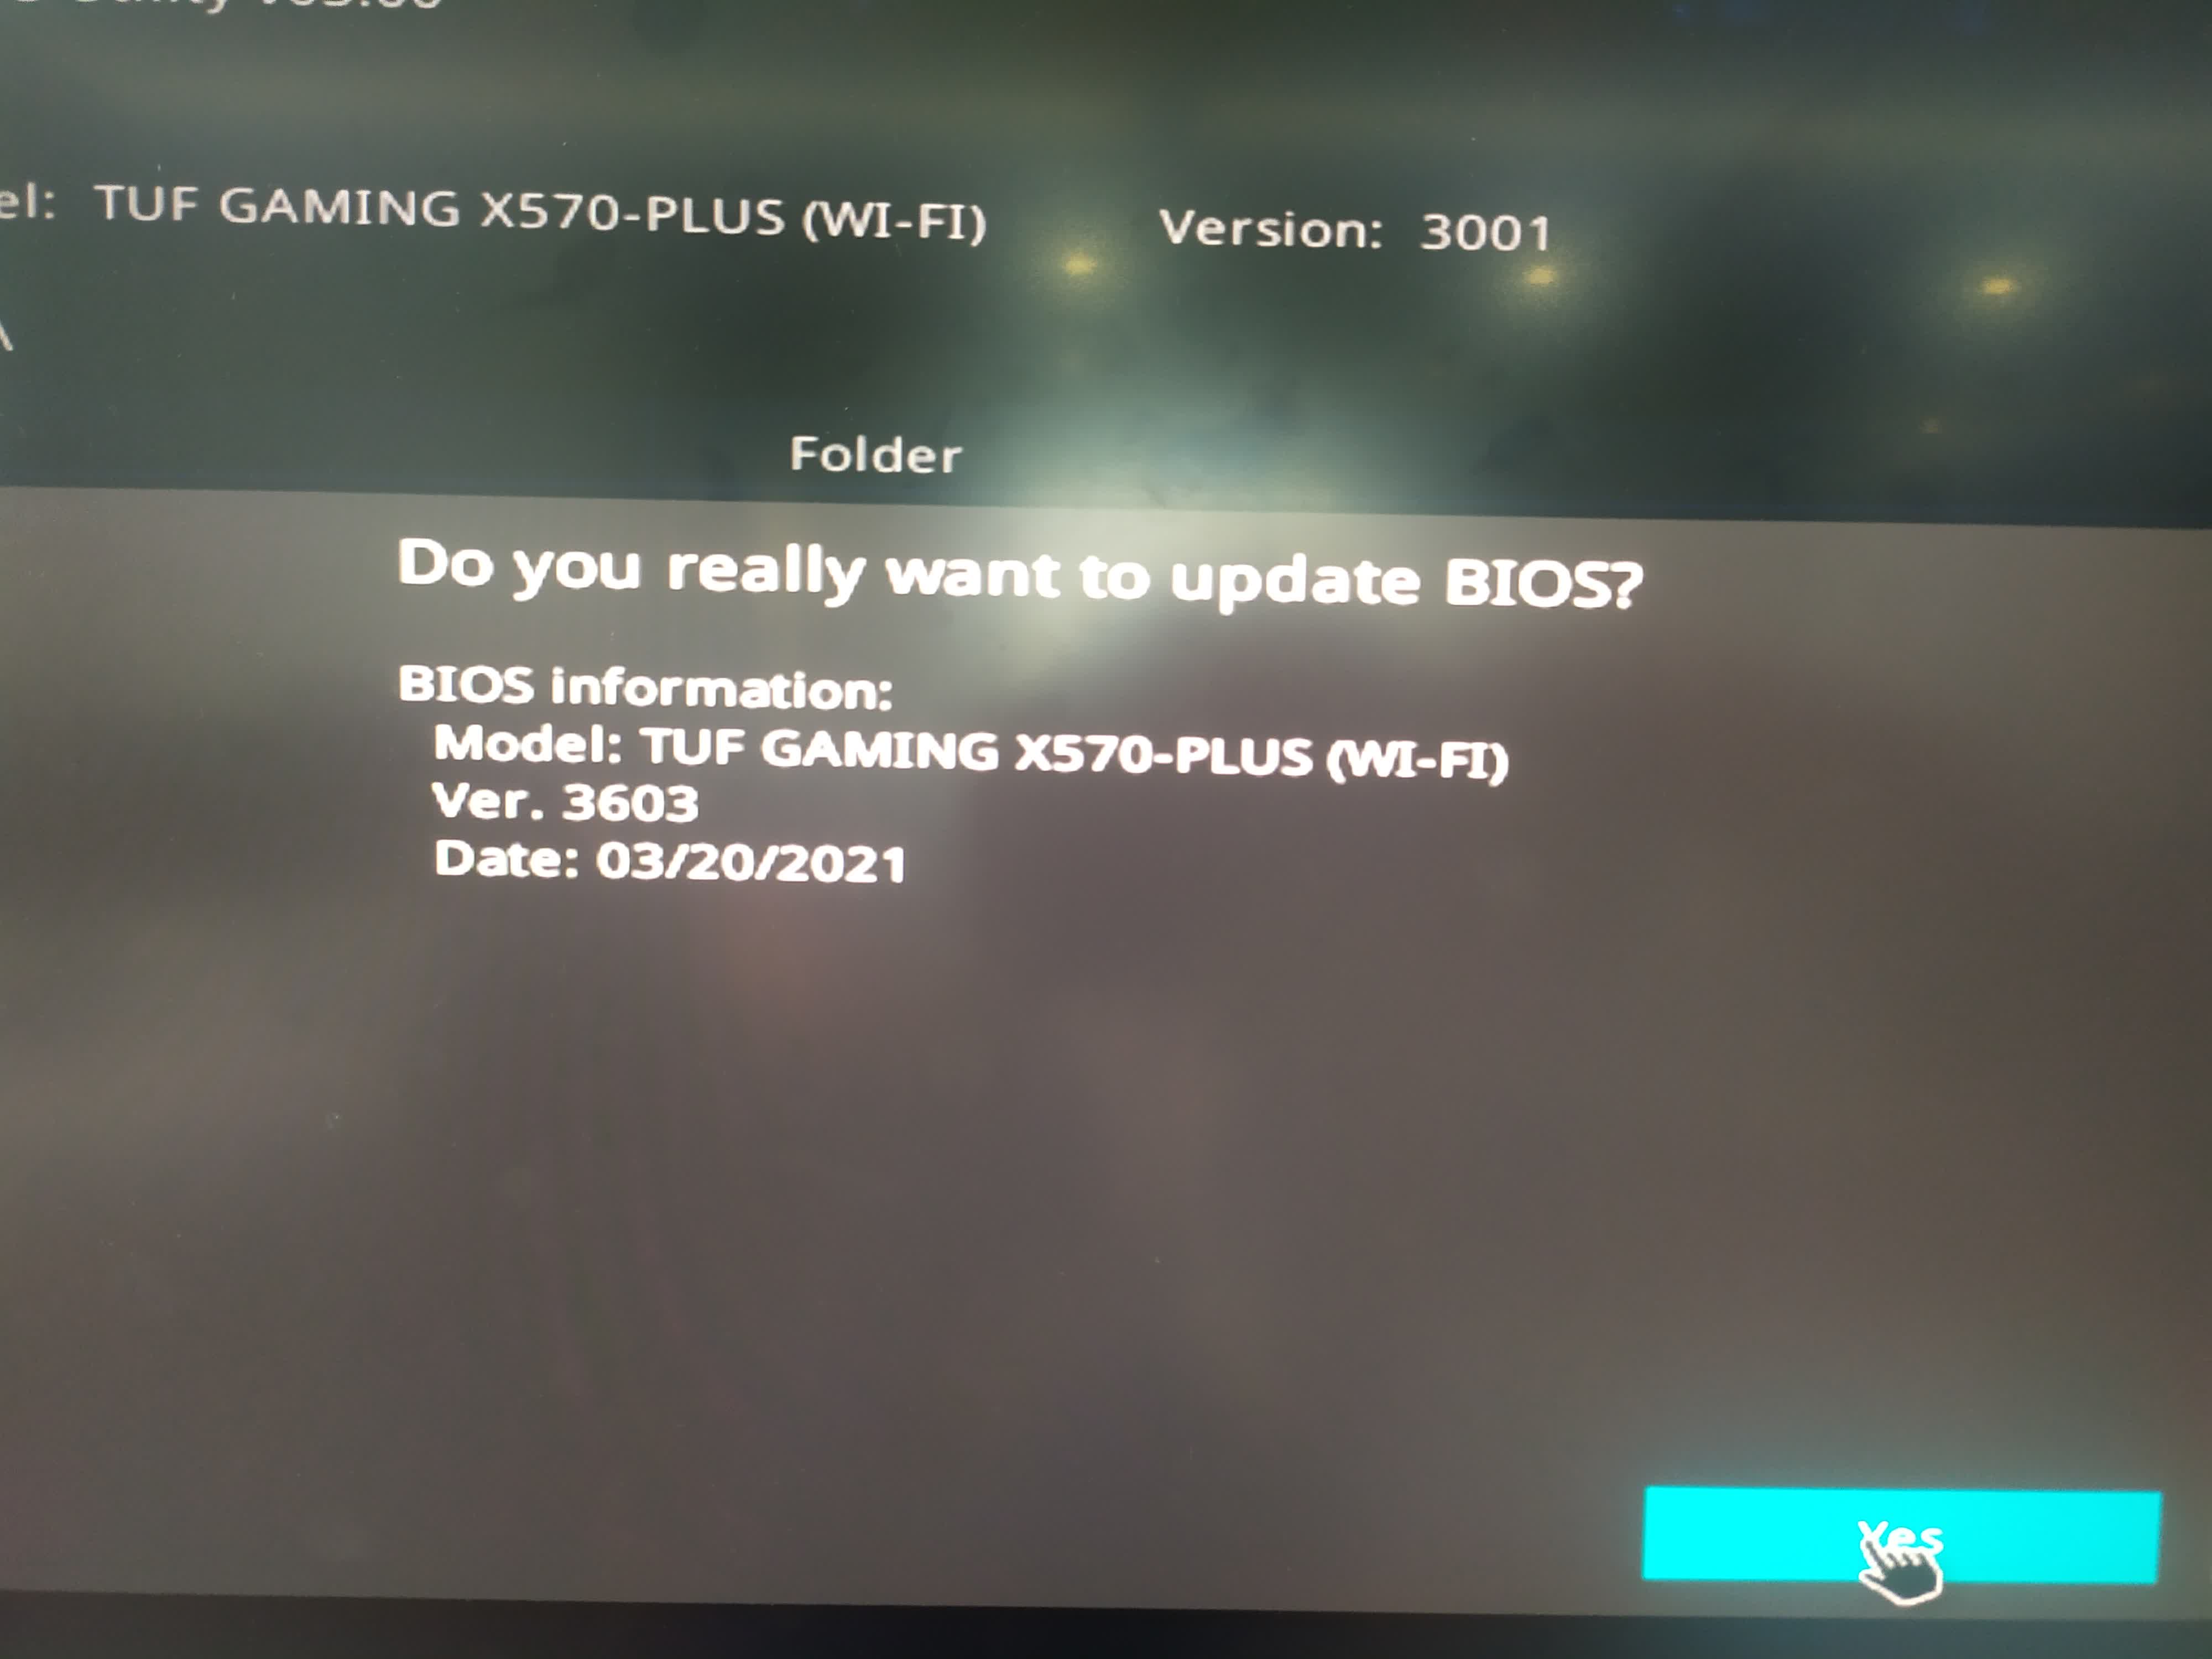 el: TUF GAMING X570-PLUS (WI-FI) Version: 3001
\
Folder
Do you really want to update BIOS?
BIOS information:
Model: TUF GAMING X570-PLUS (WI-FI)
Ver. 3603
Date: 03/20/2021
Yes